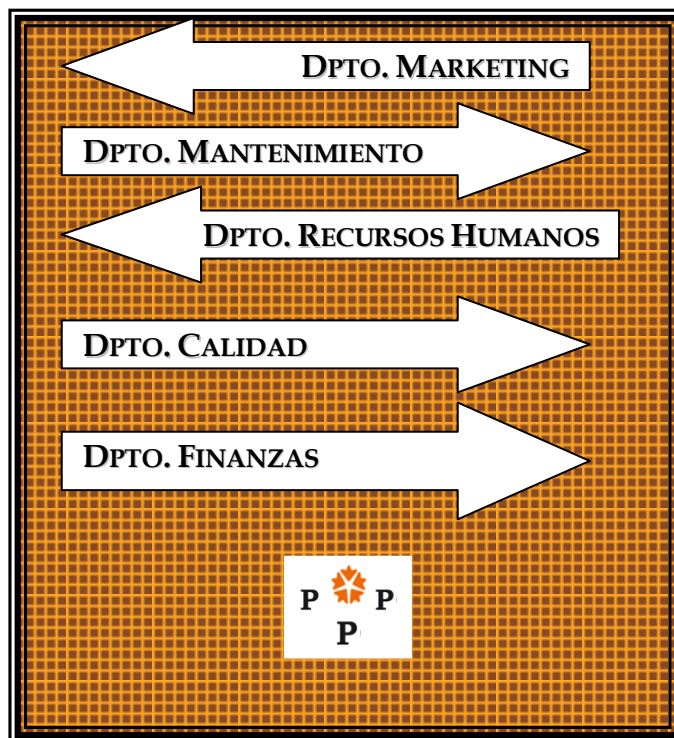 DPTO. MARKETING
DPTO. MANTENIMIENTO
DPTO. RECURSOS HUMANOS
DPTO. CALIDAD
DPTO. FINANZAS
P P
P